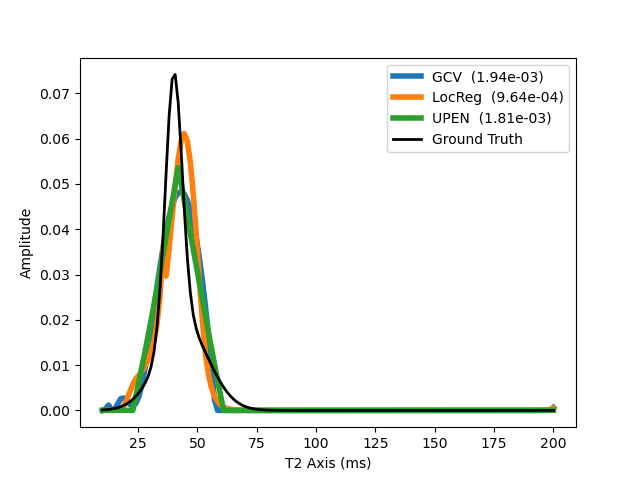 GCV (1.94e-03)
LocReg (9.64e-04)
UPEN (1.81e-03)
Ground Truth
0.07
0.06
0.05
0.04
0.03
0.02
0.01
0.00
Amplitude
25 50 75 100 125 150 175 200
T2 Axis (ms)